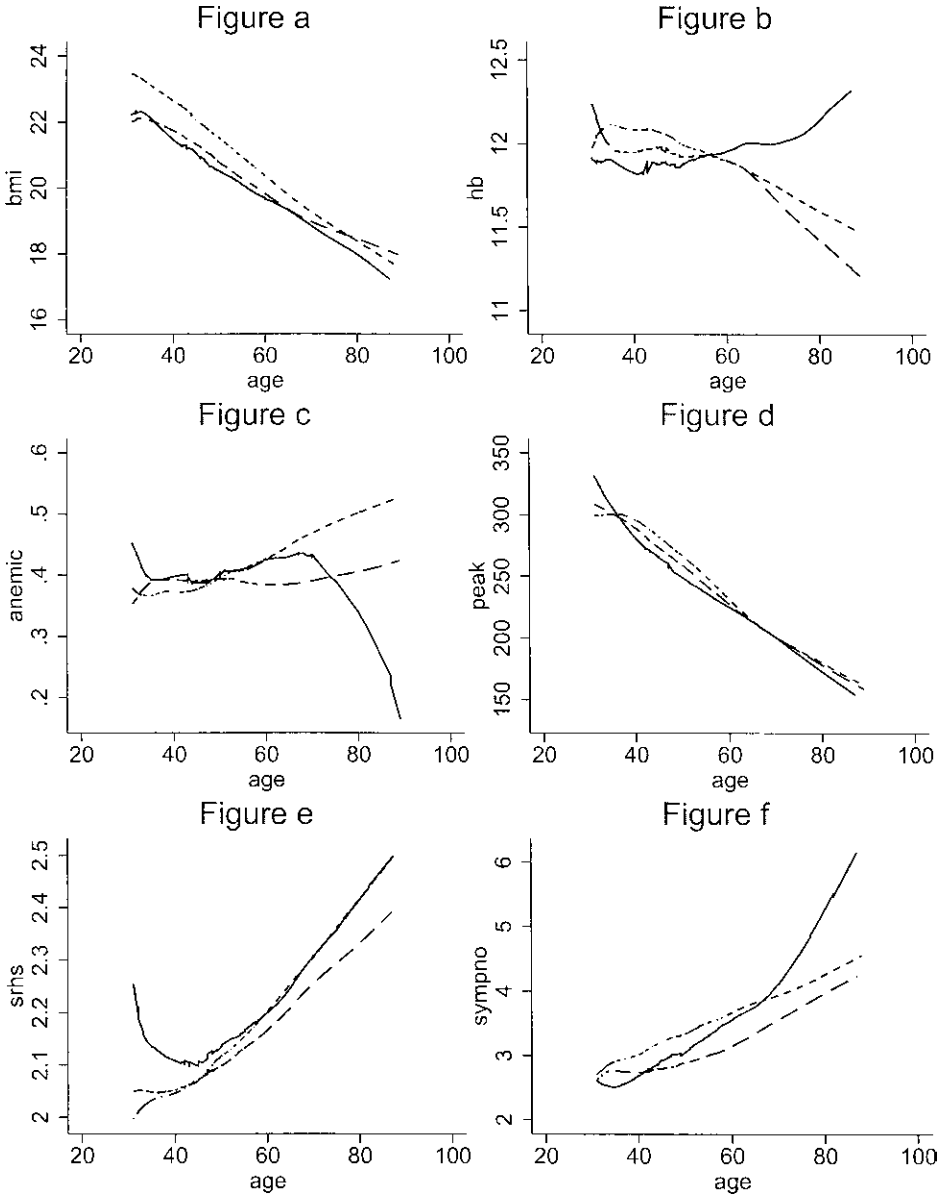 Figure a
24
22
20
18
16
bmi
20 40 60 80 100
age
Figure b
12.5
12
11.5
11
hb
20 40 60 80 100
age
Figure c
.6
.5
.4
.3
.2
anemic
20 40 60 80 100
age
Figure d
350
300
250
200
150
peak
20 40 60 80 100
age
Figure e
2.5
2.4
2.3
2.2
2.1
2
srhs
20 40 60 80 100
age
Figure f
6
5
4
3
2
sympno
20 40 60 80 100
age